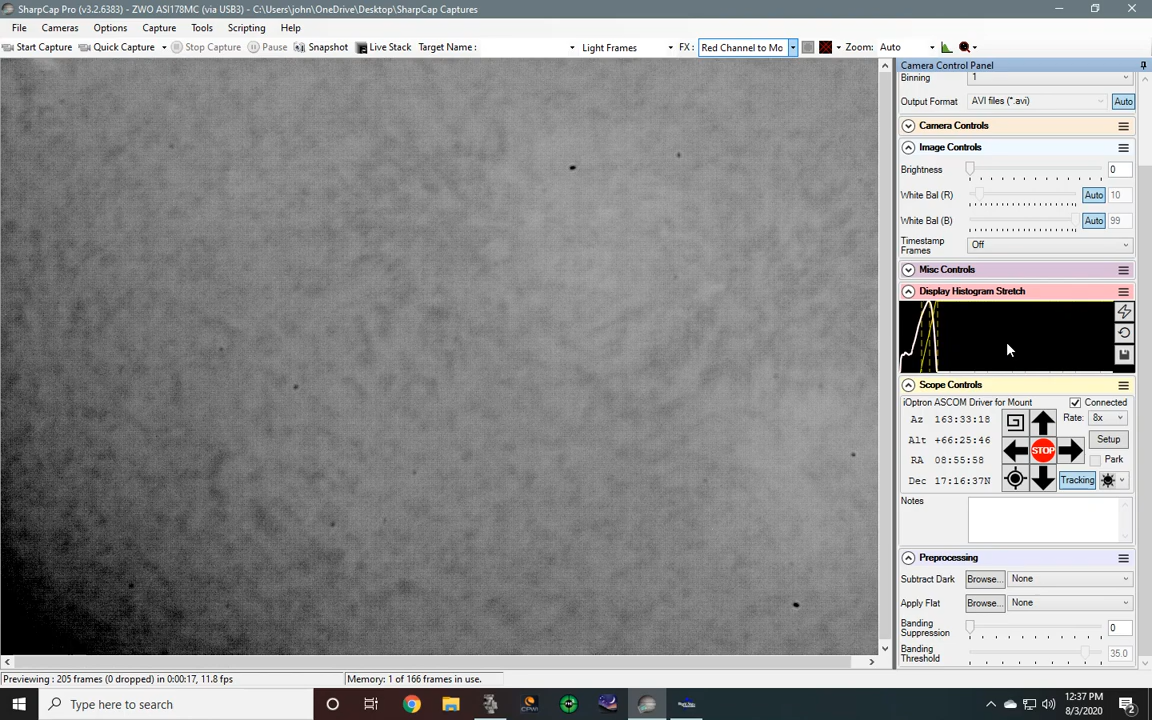 SharpCap Pro (v3.2.6383) - ZWO ASI178MC (via USB3) - C:\Users\john\OneDrive\Desktop\SharpCap Captures
File Cameras Options Capture Tools Scripting Help
Start Capture Quick Capture Stop Capture Pause Snapshot Live Stack Target Name : Light Frames FX : Red Channel to Mo Zoom: Auto
Camera Control Panel
Binning 1
Output Format AVI files (*.avi) Auto
Camera Controls
Image Controls
Brightness 0
White Bal (R) Auto 10
White Bal (B) Auto 99
Timestamp Frames Off
Misc Controls
Display Histogram Stretch
Scope Controls
iOptron ASCOM Driver for Mount Connected
Az 163:33:18 Rate: 8x
Alt +66:25:46 STOP Setup
RA 08:55:58 Park
Dec 17:16:37N Tracking
Notes
Preprocessing
Subtract Dark Browse... None
Apply Flat Browse... None
Banding Suppression 0
Banding Threshold 35.0
Previewing : 205 frames (0 dropped) in 0:00:17, 11.8 fps Memory: 1 of 166 frames in use.
Type here to search
12:37 PM
8/3/2020
2